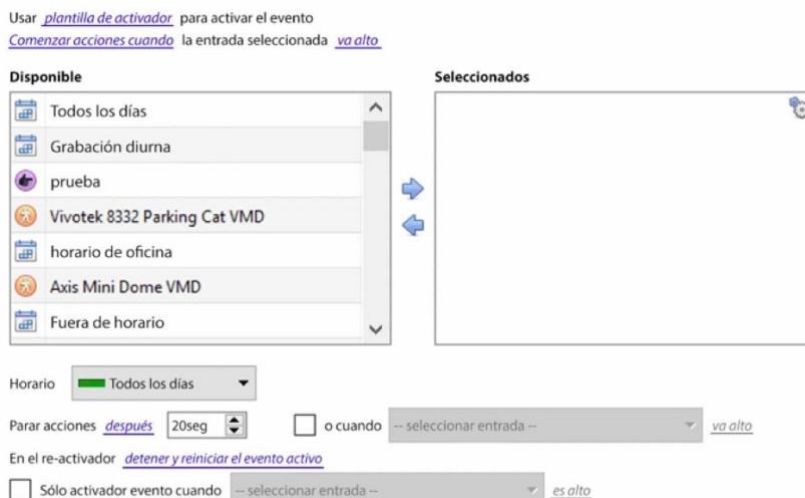 Usar plantilla de activador para activar el evento
Comenzar acciones cuando la entrada seleccionada va alto
Disponible
Seleccionados
Todos los días
Grabación diurna
prueba
Vivotek 8332 Parking Cat VMD
horario de oficina
Axis Mini Dome VMD
Fuera de horario
Horario Todos los días
Parar acciones después 20seg o cuando -- seleccionar entrada -- va alto
En el re-activador detener y reiniciar el evento activo
Sólo activador evento cuando -- seleccionar entrada -- es alto